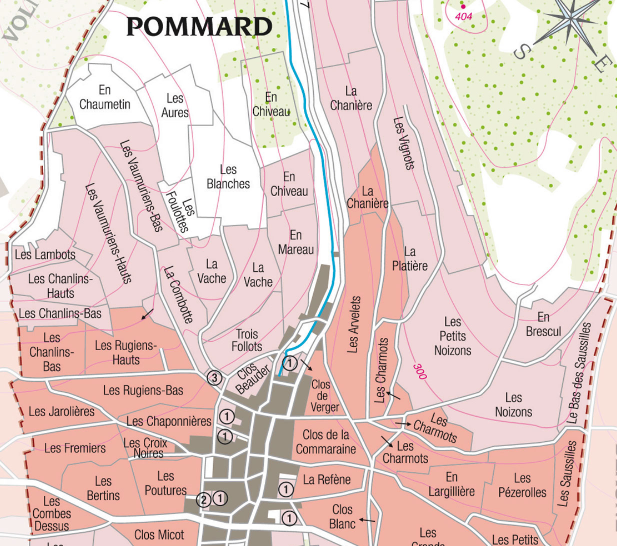 POMMARD
404
7
VOLN
S
E
En
Chaumetin
Les
Aures
En
Chiveau
La
Chanière
Les Vignots
Les Vaumuriens-Bas
Les Vaumuriens-Hauts
Les
Foulottes
Les
Blanches
En
Chiveau
La
Chanière
En
Mareau
La
Platière
Les Lambots
Les Chanlins-
Hauts
Les Chanlins-Bas
La Combotte
La
Vache
La
Vache
Trois
Follots
Les Arvelets
Les
Petits
Noizons
En
Brescul
Le Bas des Saussilles
Les
Chanlins-
Bas
Les Rugiens-
Hauts
Clos
Beauder
1
3
Clos
de
Verger
Les Charmots
300
Les
Noizons
Les Rugiens-Bas
Les Jarolières
Les Chaponnières
1
1
Les
Charmots
Les Fremiers
Les Croix
Noires
Clos de la
Commaraine
Les
Charmots
Les Saussilles
Les
Bertins
Les
Poutures
La Refène
En
Largillière
Les
Pézerolles
2
1
1
1
Les
Combes
Dessus
Clos Micot
Clos
Blanc
Les
Grands
Les Petits
Les